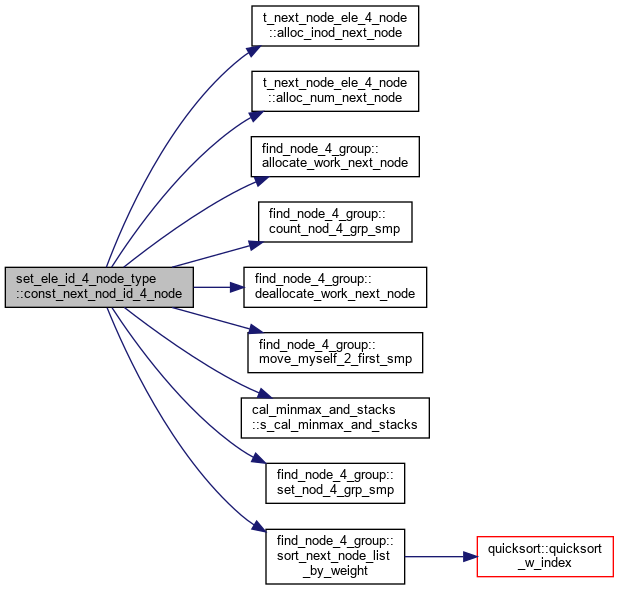 t_next_node_ele_4_node
::alloc_inod_next_node
t_next_node_ele_4_node
::alloc_num_next_node
find_node_4_group::
allocate_work_next_node
find_node_4_group::
count_nod_4_grp_smp
set_ele_id_4_node_type
::const_next_nod_id_4_node
find_node_4_group::
deallocate_work_next_node
find_node_4_group::
move_myself_2_first_smp
cal_minmax_and_stacks
::s_cal_minmax_and_stacks
find_node_4_group::
set_nod_4_grp_smp
find_node_4_group::
sort_next_node_list
_by_weight
quicksort::quicksort
_w_index